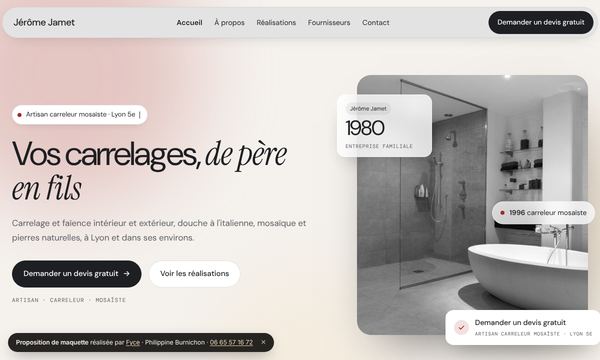 Jérôme Jamet
Accueil À propos Réalisations Fournisseurs Contact
Demander un devis gratuit
Artisan carreleur mosaïste · Lyon 5e |
Vos carrelages, de père
en fils
Carrelage et faïence intérieur et extérieur, douche à l'italienne, mosaïque et
pierres naturelles, à Lyon et dans ses environs.
Demander un devis gratuit →
Voir les réalisations
ARTISAN · CARRELEUR · MOSAÏSTE
Jérôme Jamet
1980
ENTREPRISE FAMILIALE
1996 carreleur mosaïste
Demander un devis gratuit
ARTISAN CARRELEUR MOSAÏSTE · LYON 5E
Proposition de maquette réalisée par Fyce · Philippine Burnichon · 06 65 57 16 72 ×